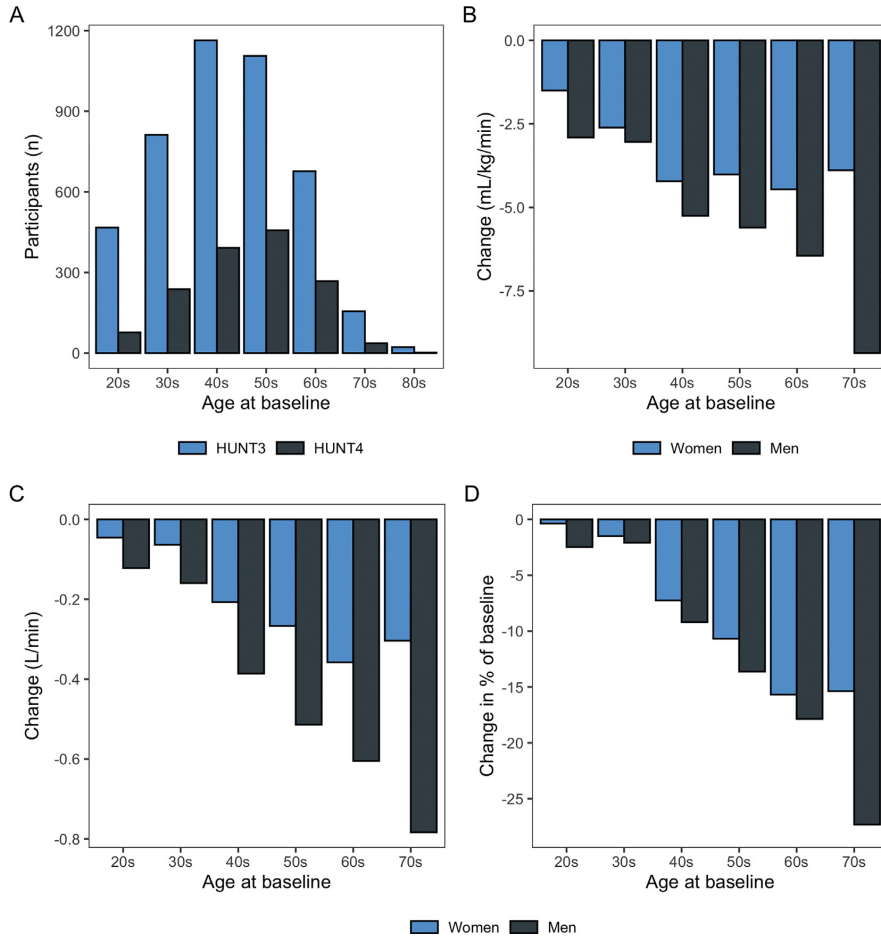 A
Participants (n)
1200
900
600
300
0
20s 30s 40s 50s 60s 70s 80s
Age at baseline
HUNT3 HUNT4
B
Change (mL/kg/min)
0.0
-2.5
-5.0
-7.5
20s 30s 40s 50s 60s 70s
Age at baseline
Women Men
C
Change (L/min)
0.0
-0.2
-0.4
-0.6
-0.8
20s 30s 40s 50s 60s 70s
Age at baseline
D
Change in % of baseline
0
-5
-10
-15
-20
-25
20s 30s 40s 50s 60s 70s
Age at baseline
Women Men